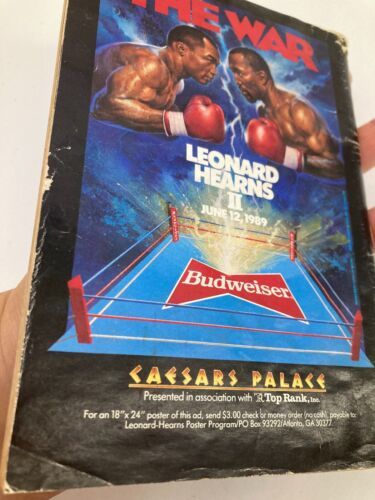 THE WAR
LEONARD
HEARNS
II
JUNE 12, 1989
Budweiser
CAESARS PALACE
Presented in association with Top Rank, Inc.
For an 18"x 24" poster of this ad, send $3.00 check or money order (no cash), payable to:
Leonard-Hearns Poster Program/PO Box 93292/Atlanta, GA 30377.